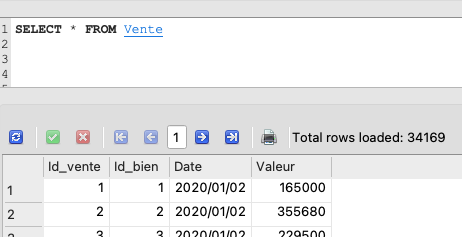 1 SELECT * FROM Vente
2
3
4
1 Total rows loaded: 34169
Id_vente Id_bien Date Valeur
1 1 1 2020/01/02 165000
2 2 2 2020/01/02 355680
3 3 2020/01/02 229500